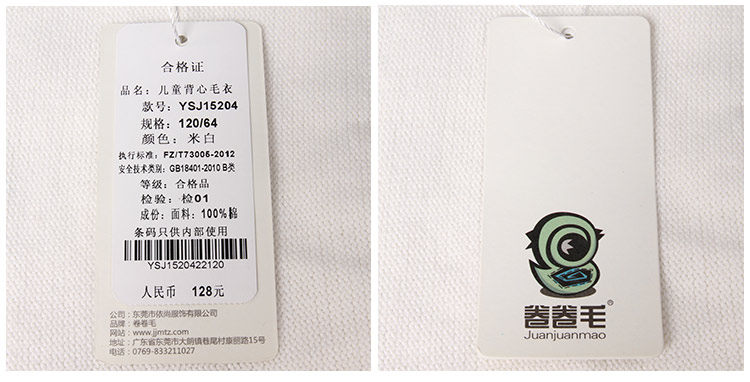 合格证
品名：儿童背心毛衣
款号：YSJ15204
规格：120/64
颜色：米白
执行标准：FZ/T73005-2012
安全技术类别：GB18401-2010 B类
等级：合格品
检验：检01
成份：面料：100%棉
条码只供内部使用
YSJ1520422120
人民币 128元
公司：东莞市依尚服饰有限公司
品牌：卷卷毛
网站：www.jjmtz.com
地址：广东省东莞市大朗镇巷尾村康丽路15号
电话：0769-833211027
卷卷毛®
Juanjuanmao